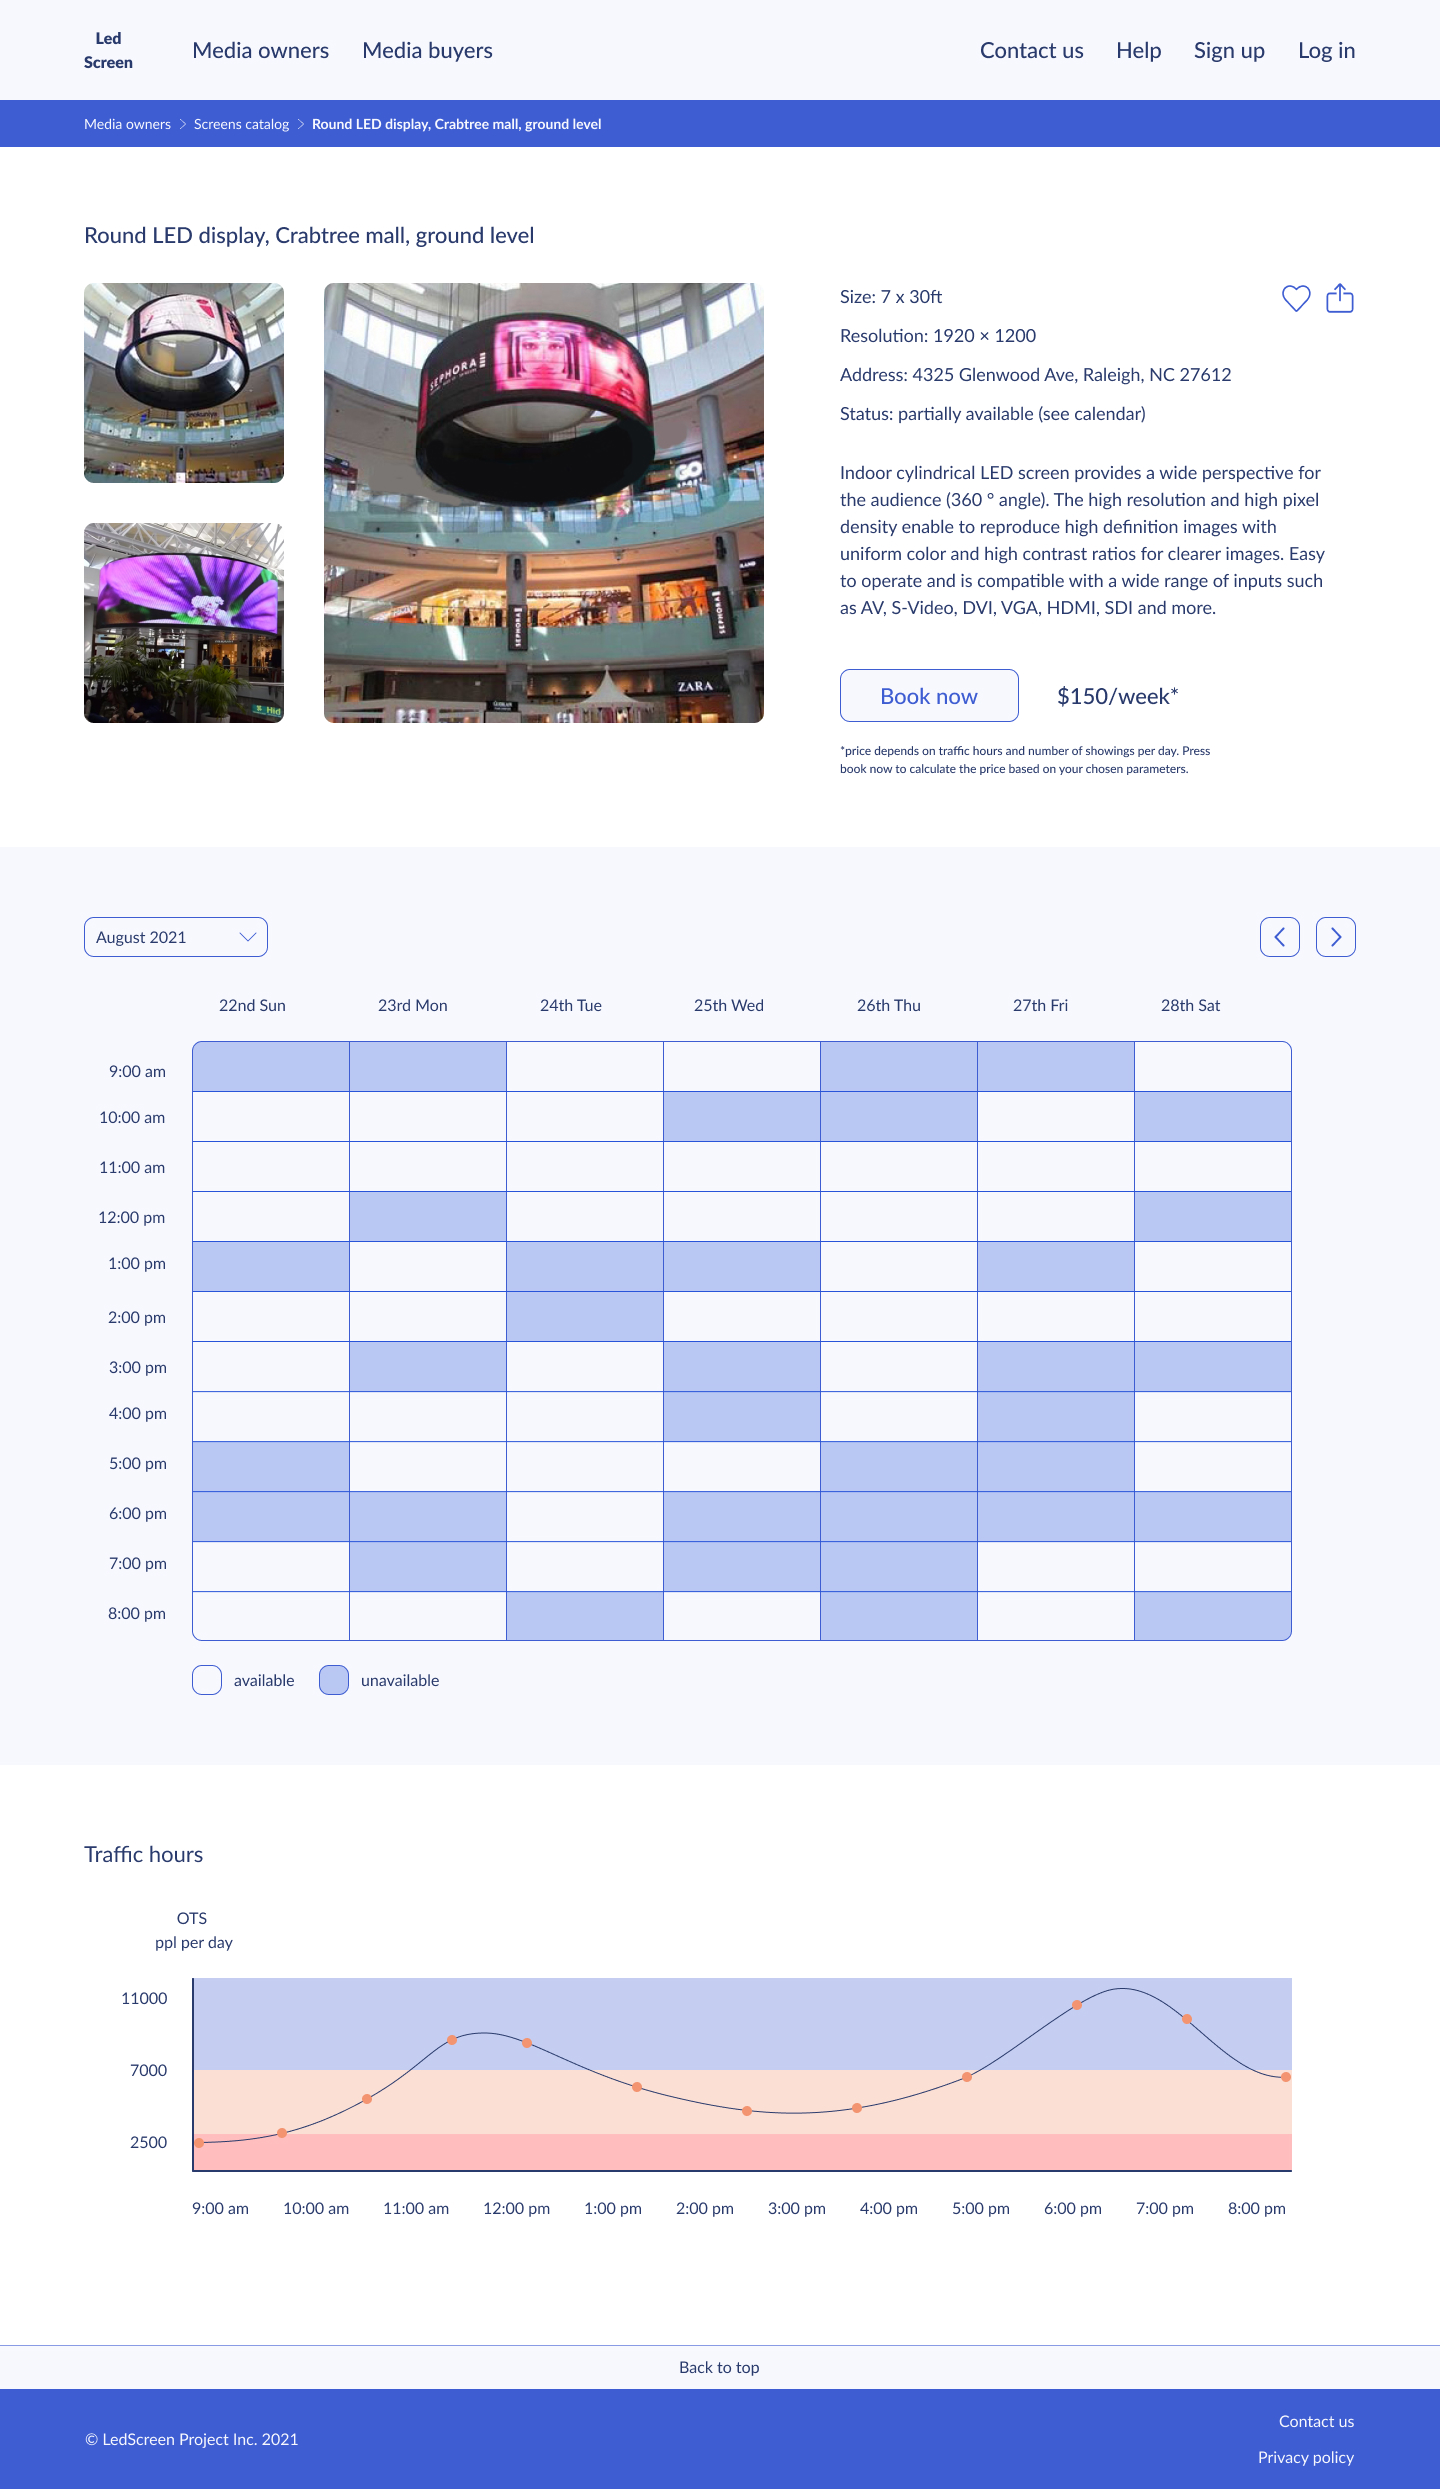 Led
Screen
Media owners
Media buyers
Contact us
Help
Sign up
Log in
Media owners
Screens catalog
Round LED display, Crabtree mall, ground level
Round LED display, Crabtree mall, ground level
SEPHORA
GO
SEPHORA
SEPHORA
ZARA
Size: 7 x 30ft
Resolution: 1920 × 1200
Address: 4325 Glenwood Ave, Raleigh, NC 27612
Status: partially available (see calendar)
Indoor cylindrical LED screen provides a wide perspective for
the audience (360 ° angle). The high resolution and high pixel
density enable to reproduce high definition images with
uniform color and high contrast ratios for clearer images. Easy
to operate and is compatible with a wide range of inputs such
as AV, S-Video, DVI, VGA, HDMI, SDI and more.
Book now
$150/week*
*price depends on traffic hours and number of showings per day. Press
book now to calculate the price based on your chosen parameters.
August 2021
22nd Sun
23rd Mon
24th Tue
25th Wed
26th Thu
27th Fri
28th Sat
9:00 am
10:00 am
11:00 am
12:00 pm
1:00 pm
2:00 pm
3:00 pm
4:00 pm
5:00 pm
6:00 pm
7:00 pm
8:00 pm
available
unavailable
Traffic hours
OTS
ppl per day
11000
7000
2500
9:00 am
10:00 am
11:00 am
12:00 pm
1:00 pm
2:00 pm
3:00 pm
4:00 pm
5:00 pm
6:00 pm
7:00 pm
8:00 pm
Back to top
© LedScreen Project Inc. 2021
Contact us
Privacy policy